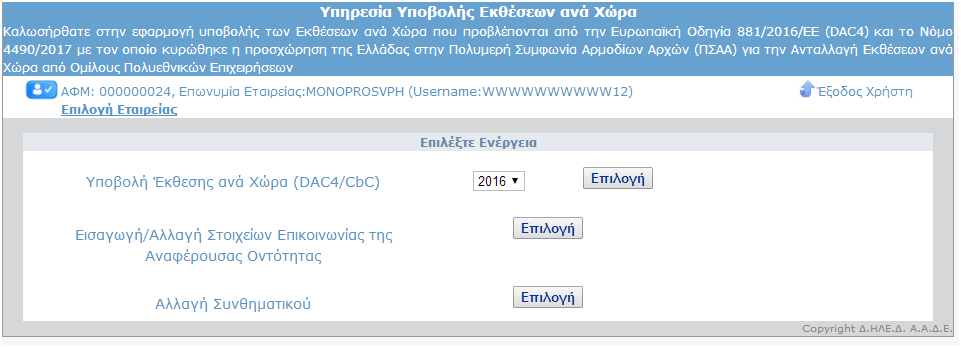 Υπηρεσία Υποβολής Εκθέσεων ανά Χώρα
Καλωσήρθατε στην εφαρμογή υποβολής των Εκθέσεων ανά Χώρα που προβλέπονται από την Ευρωπαϊκή Οδηγία 881/2016/ΕΕ (DAC4) και το Νόμο
4490/2017 με τον οποίο κυρώθηκε η προσχώρηση της Ελλάδας στην Πολυμερή Συμφωνία Αρμοδίων Αρχών (ΠΣΑΑ) για την Ανταλλαγή Εκθέσεων ανά
Χώρα από Ομίλους Πολυεθνικών Επιχειρήσεων
ΑΦΜ: 000000024, Επωνυμία Εταιρείας:MONOPROSVPH (Username:WWWWWWWWWW12)
Έξοδος Χρήστη
Επιλογή Εταιρείας
Επιλέξτε Ενέργεια
Υποβολή Έκθεσης ανά Χώρα (DAC4/CbC) 2016 Επιλογή
Εισαγωγή/Αλλαγή Στοιχείων Επικοινωνίας της
Αναφέρουσας Οντότητας
Επιλογή
Αλλαγή Συνθηματικού Επιλογή
Copyright Δ.ΗΛΕ.Δ. Α.Α.Δ.Ε.